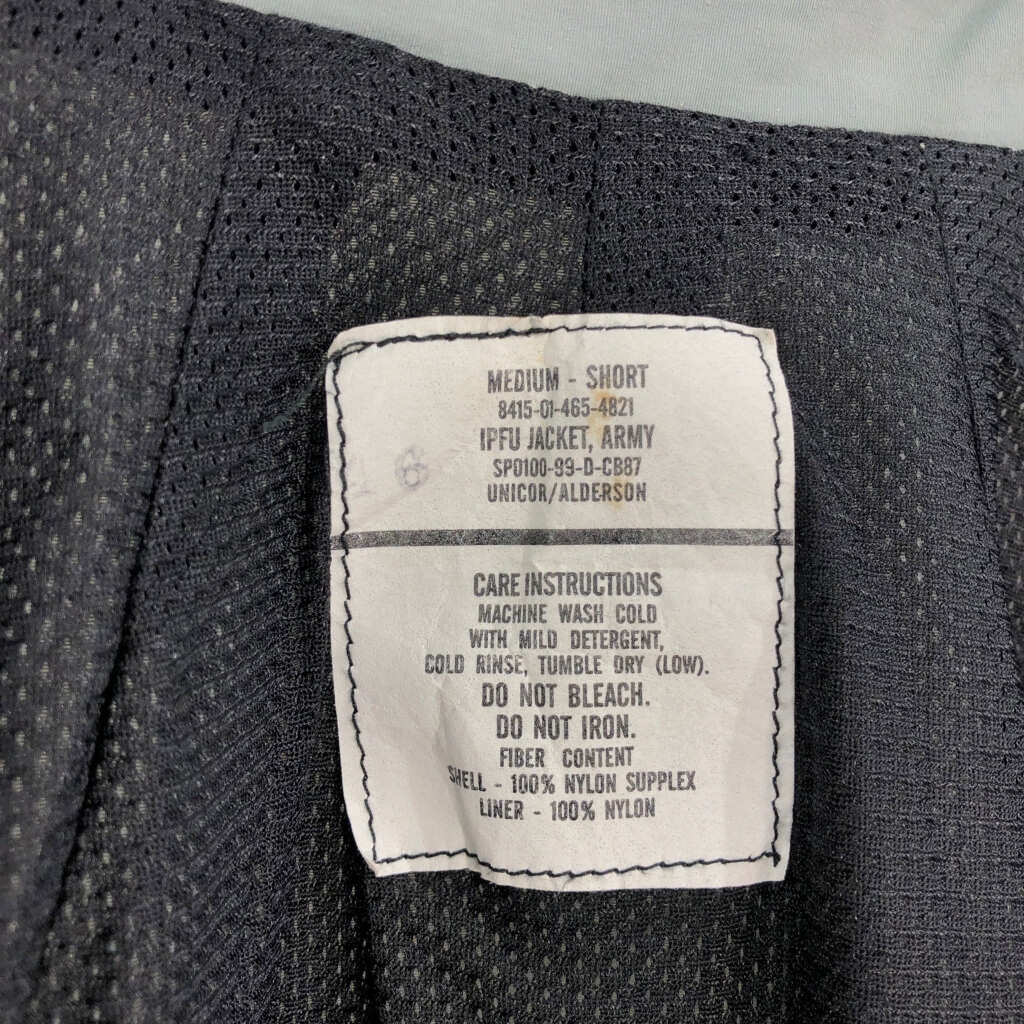 MEDIUM - SHORT
8415-01-465-4821
IPFU JACKET, ARMY
SP0100-99-D-CB87
UNICOR/ALDERSON
CARE INSTRUCTIONS
MACHINE WASH COLD
WITH MILD DETERGENT,
COLD RINSE, TUMBLE DRY (LOW).
DO NOT BLEACH.
DO NOT IRON.
FIBER CONTENT
SHELL - 100% NYLON SUPPLEX
LINER - 100% NYLON